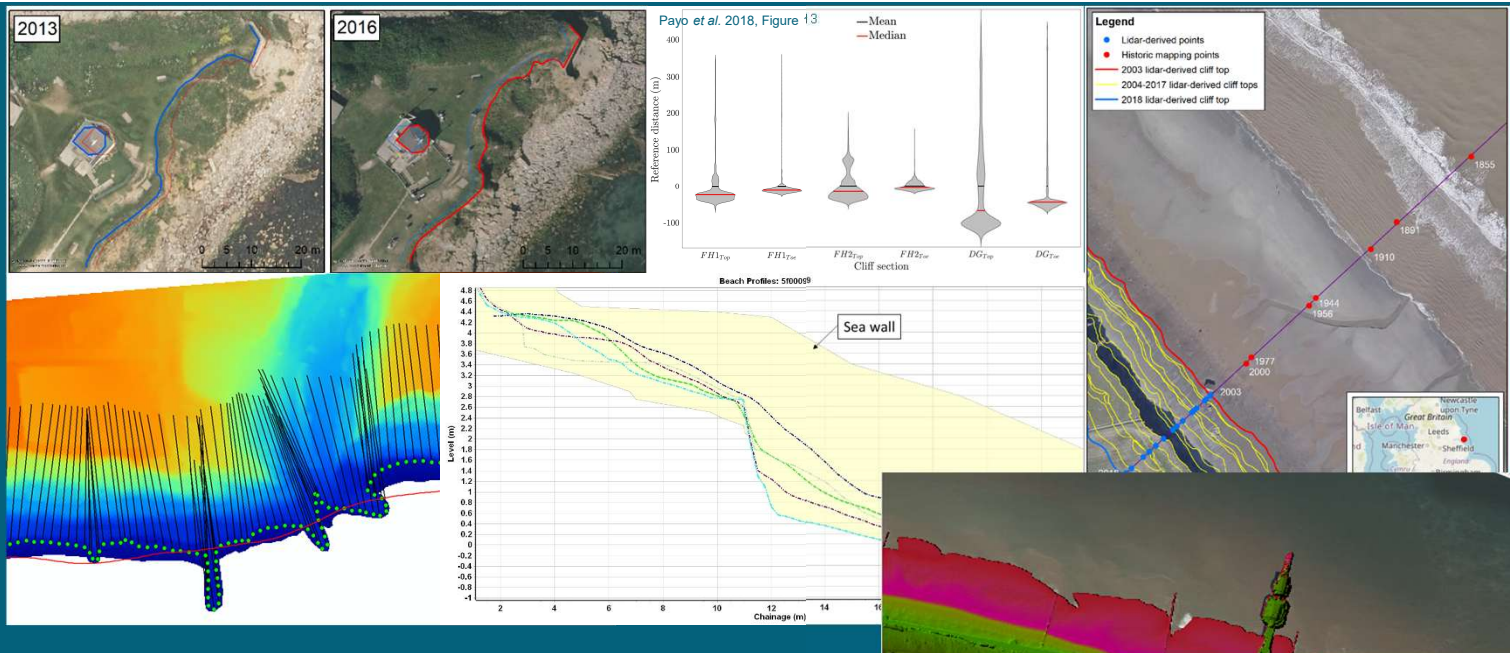 2013
0 5 10 20 m
2016
0 5 10 20 m
Payo et al. 2018, Figure 13
Mean
Median
Reference distance (m)
400
300
200
100
0
-100
FH1Top FH1Toe FH2Top FH2Toe DGTop DGToe
Cliff section
Legend
Lidar-derived points
Historic mapping points
2003 lidar-derived cliff top
2004-2017 lidar-derived cliff tops
2018 lidar-derived cliff top
1855
1891
1910
1944
1956
1977
2000
2003
Newcastle
upon Tyne
Belfast
Great Britain
Isle of Man
Leeds
Manchester
Sheffield
England
Beach Profiles: 5f00099
Sea wall
Level (m)
4.8
4.6
4.4
4.2
4
3.8
3.6
3.4
3.2
3
2.8
2.6
2.4
2.2
2
1.8
1.6
1.4
1.2
1
0.8
0.6
0.4
0.2
0
-0.2
-0.4
-0.6
-0.8
-1
2 4 6 8 10 12 14
Chainage (m)